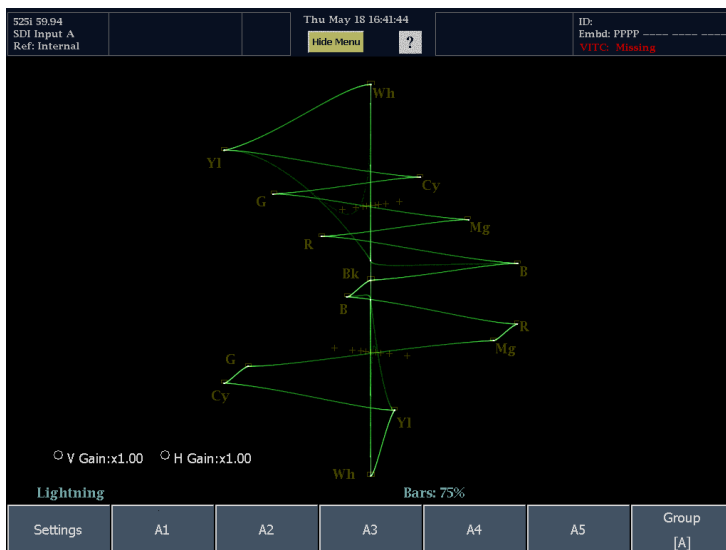 525i 59.94
SDI Input A
Ref: Internal
Thu May 18 16:41:44
Hide Menu
?
ID:
Embd: PPPP ---- ---- ----
VITC: Missing
Wh
Yl
Cy
G
Mg
R
B
Bk
B
R
Mg
G
Cy
Yl
Wh
V Gain:x1.00
H Gain:x1.00
Lightning
Bars: 75%
Settings
A1
A2
A3
A4
A5
Group
[A]